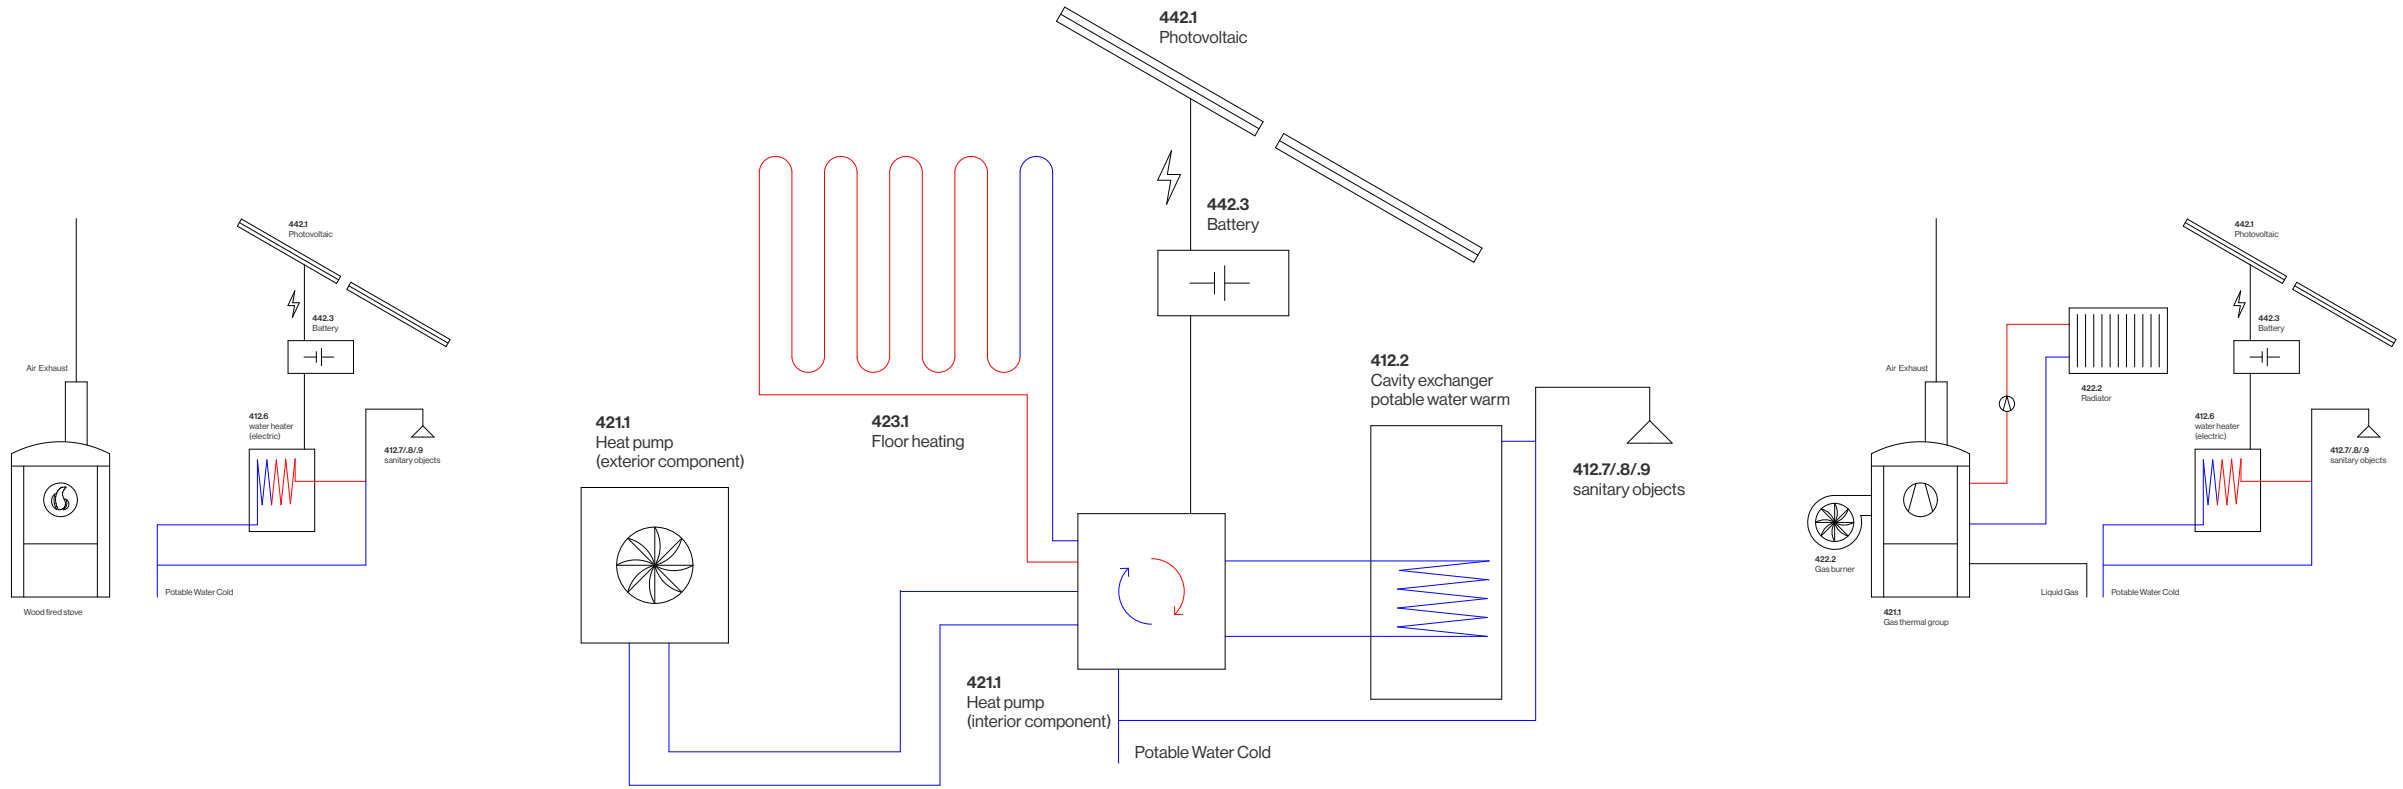 442.1
Photovoltaic
442.3
Battery
Air Exhaust
412.6
water heater
(electric)
412.7/.8/.9
sanitary objects
Potable Water Cold
Wood fired stove
442.1
Photovoltaic
442.3
Battery
412.2
Cavity exchanger
potable water warm
421.1
Heat pump
(exterior component)
423.1
Floor heating
412.7/.8/.9
sanitary objects
421.1
Heat pump
(interior component)
Potable Water Cold
442.1
Photovoltaic
442.3
Battery
Air Exhaust
422.2
Radiator
412.6
water heater
(electric)
412.7/.8/.9
sanitary objects
422.2
Gas burner
Liquid Gas
Potable Water Cold
421.1
Gas thermal group